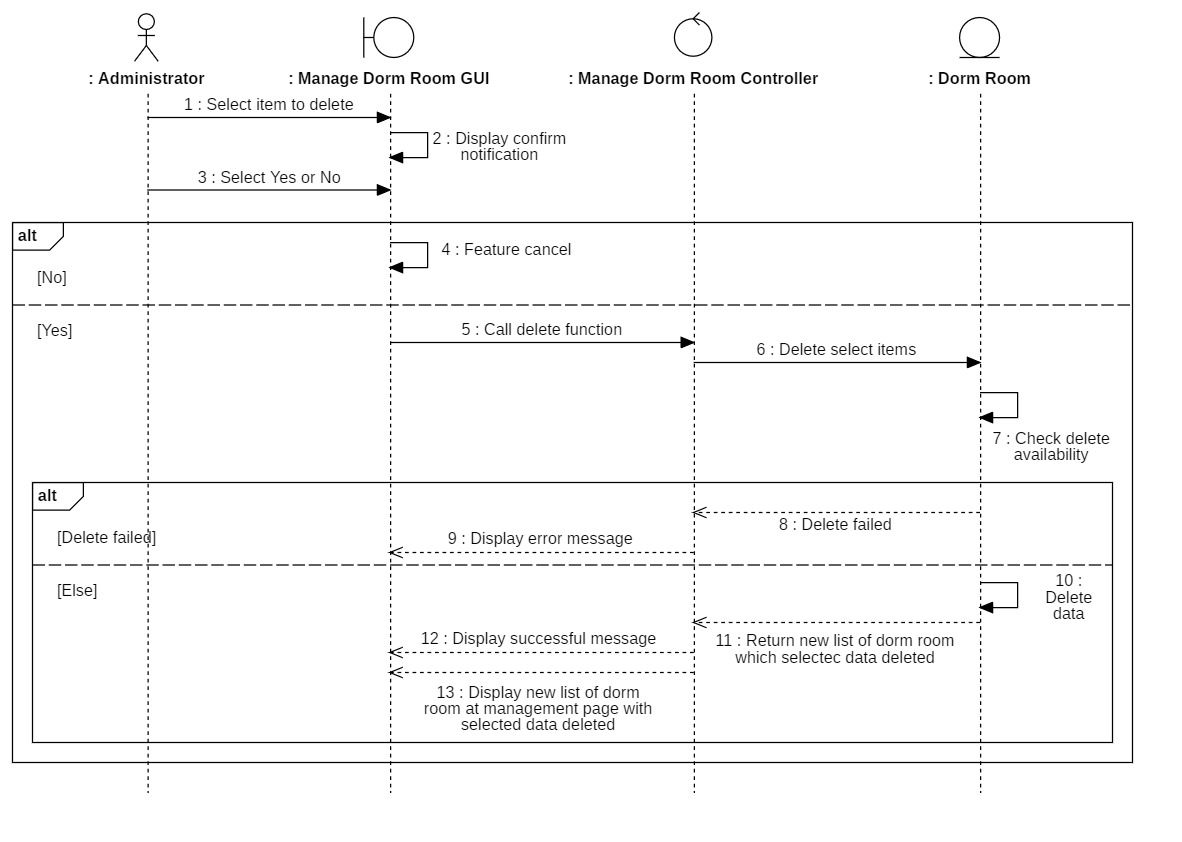 : Administrator
: Manage Dorm Room GUI
: Manage Dorm Room Controller
: Dorm Room
1 : Select item to delete
2 : Display confirm
notification
3 : Select Yes or No
alt
4 : Feature cancel
[No]
[Yes]
5 : Call delete function
6 : Delete select items
7 : Check delete
availability
alt
8 : Delete failed
[Delete failed]
9 : Display error message
[Else]
10 :
Delete
data
11 : Return new list of dorm room
which selectec data deleted
12 : Display successful message
13 : Display new list of dorm
room at management page with
selected data deleted